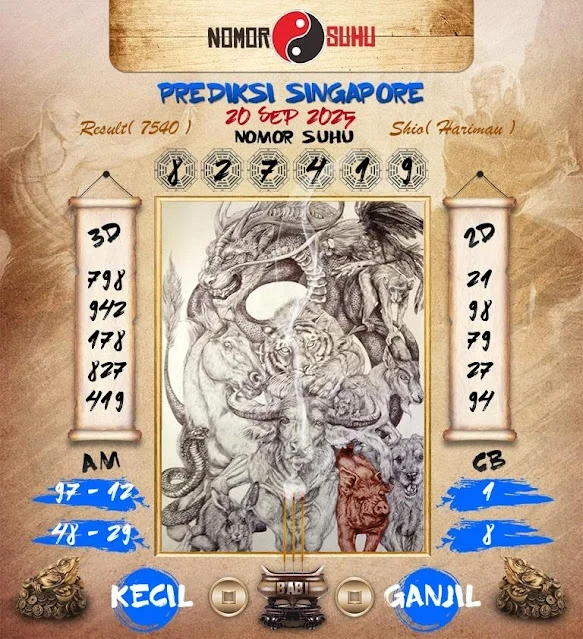 NOMOR SUHU
PREDIKSI SINGAPORE
20 SEP 2025
NOMOR SUHU
Result( 7540 )
Shio( Harimau )
8 2 7 4 1 9
3D
798
942
178
827
419
2D
21
98
79
27
94
AM
97 - 12
48 - 29
CB
1
8
KECIL
BABI
GANJIL